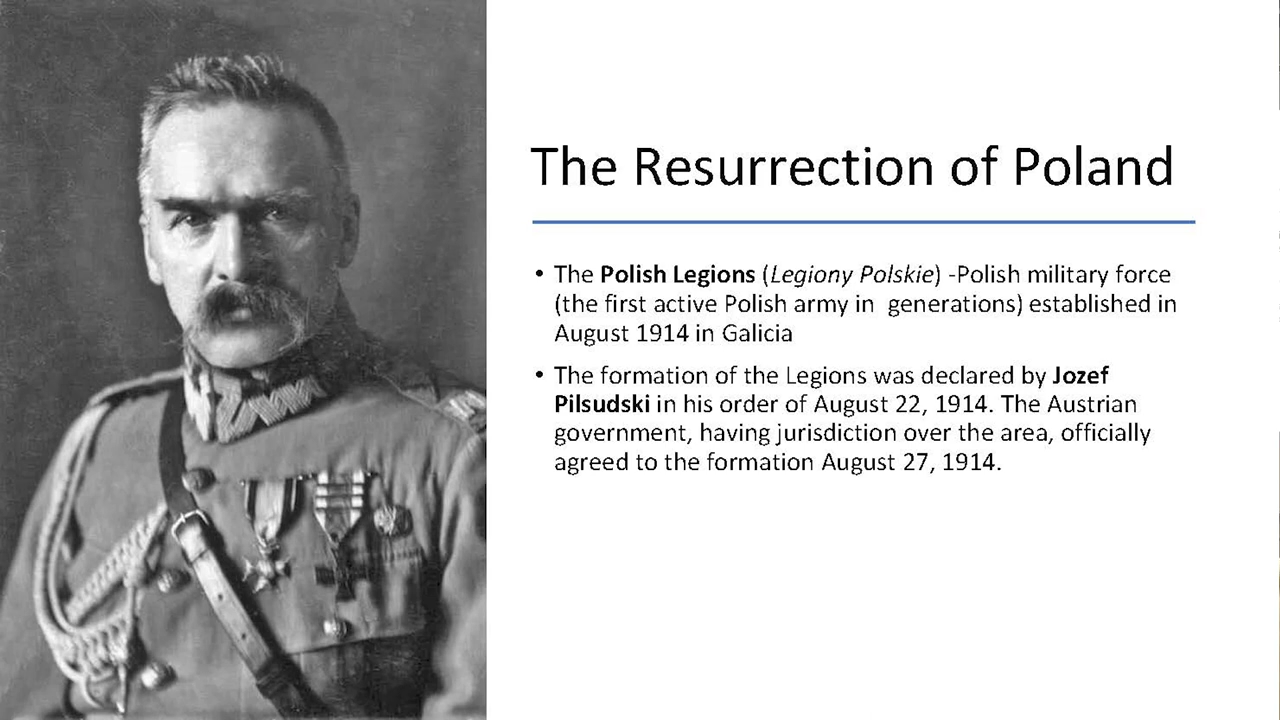 The Resurrection of Poland
• The Polish Legions (Legiony Polskie) -Polish military force
(the first active Polish army in  generations) established in
August 1914 in Galicia
• The formation of the Legions was declared by Jozef
Pilsudski in his order of August 22, 1914. The Austrian
government, having jurisdiction over the area, officially
agreed to the formation August 27, 1914.